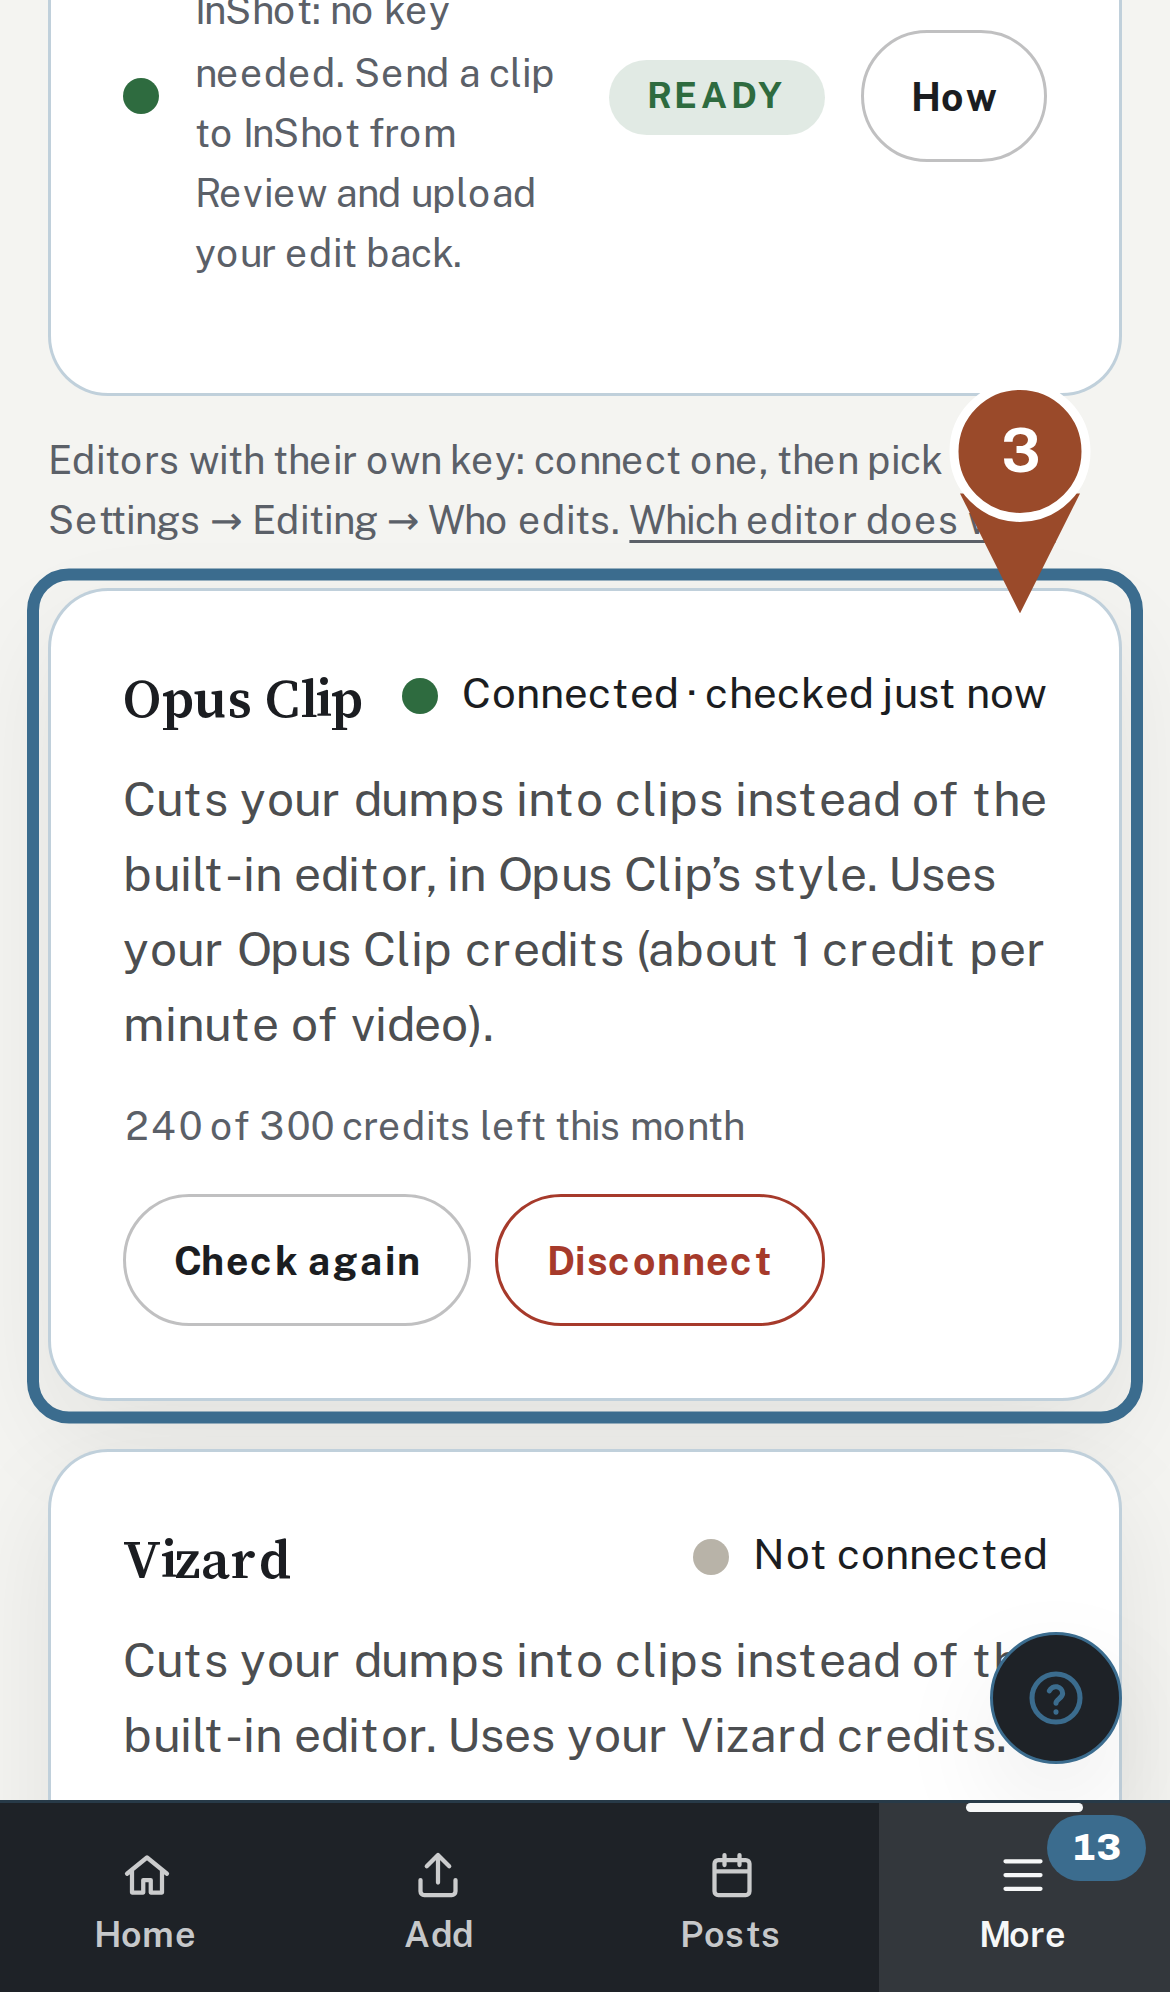 InShot: no key
needed. Send a clip
to InShot from
Review and upload
your edit back.
READY
How
Editors with their own key: connect one, then pick
Settings → Editing → Who edits. Which editor does
3
Opus Clip
Connected · checked just now
Cuts your dumps into clips instead of the
built-in editor, in Opus Clip’s style. Uses
your Opus Clip credits (about 1 credit per
minute of video).
240 of 300 credits left this month
Check again
Disconnect
Vizard
Not connected
Cuts your dumps into clips instead of
built-in editor. Uses your Vizard credits.
Home
Add
Posts
More
13